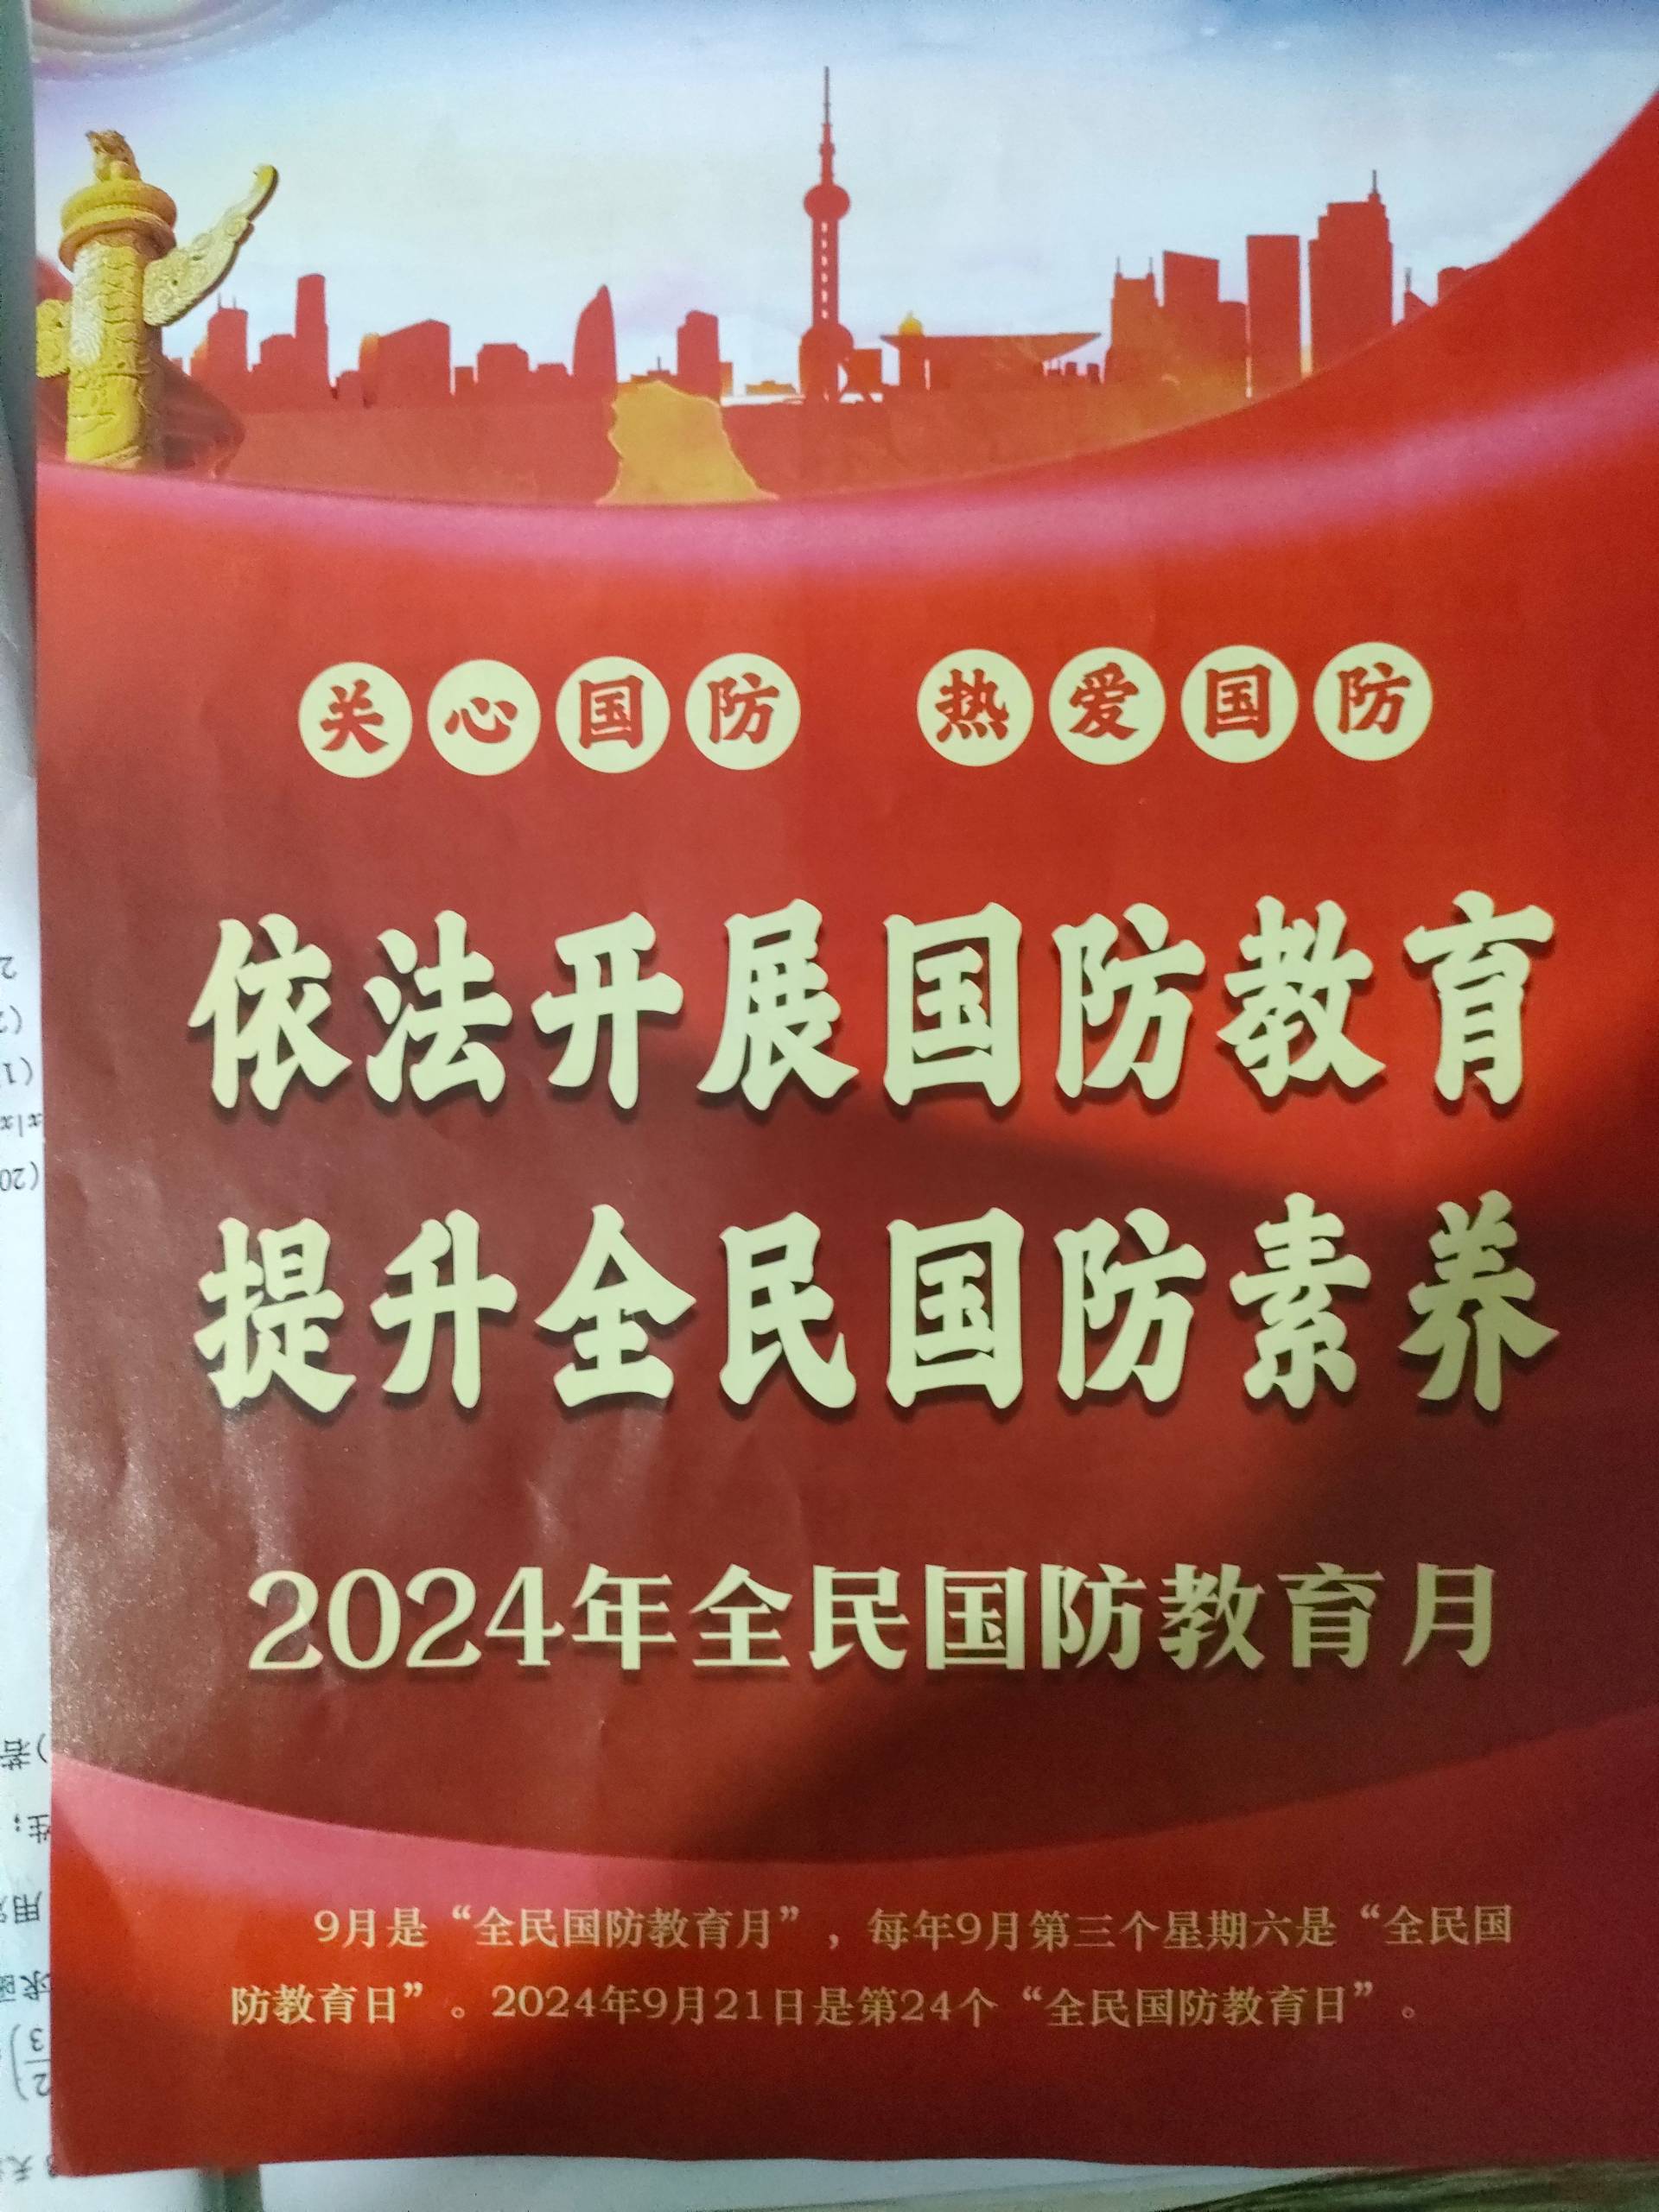 关心国防 热爱国防
依法开展国防教育
提升全民国防素养
2024年全民国防教育月
9月是“全民国防教育月”，每年9月第三个星期六是“全民国
防教育日”。2024年9月21日是第24个“全民国防教育日”。